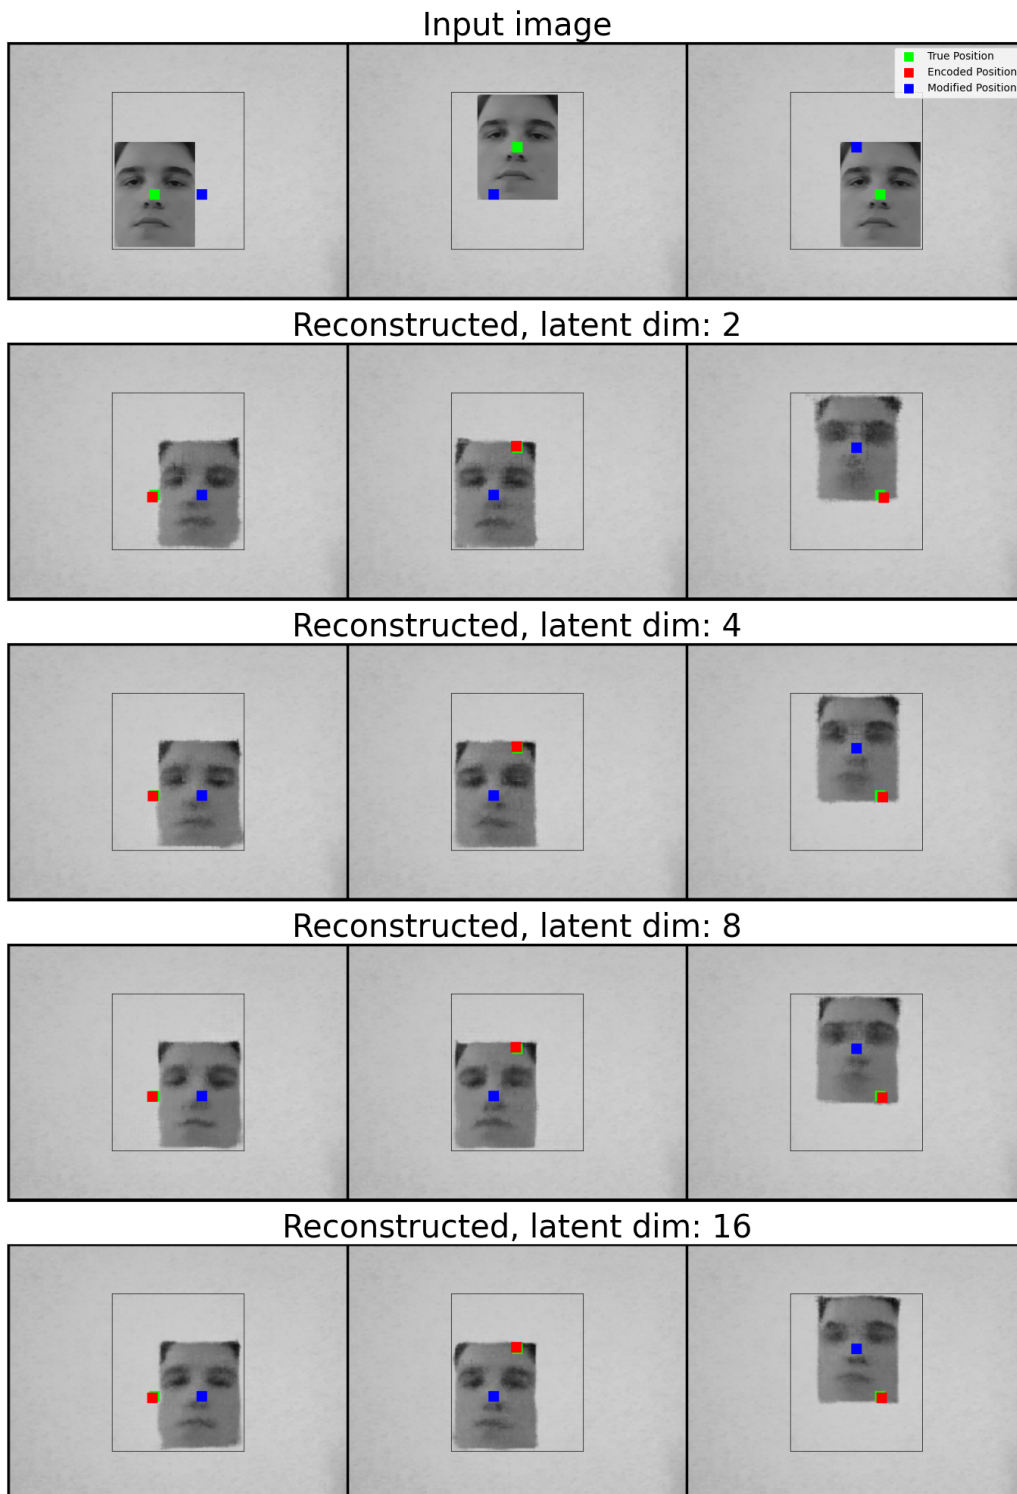 Input image
True Position
Encoded Position
Modified Position
Reconstructed, latent dim: 2
Reconstructed, latent dim: 4
Reconstructed, latent dim: 8
Reconstructed, latent dim: 16